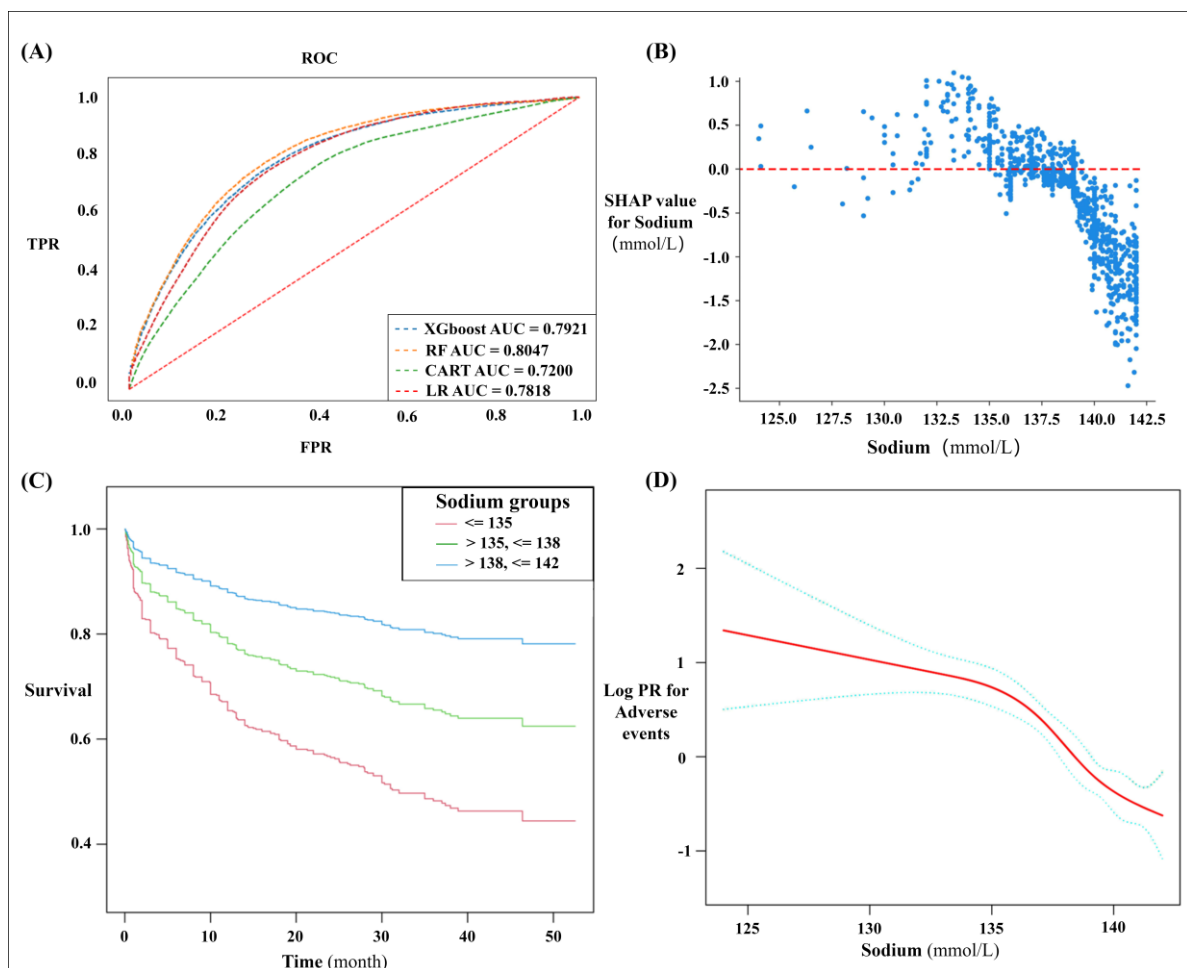 (A)
ROC
1.0
0.8
0.6
TPR
0.4
0.2
0.0
XGboost AUC = 0.7921
RF AUC = 0.8047
CART AUC = 0.7200
LR AUC = 0.7818
0.0 0.2 0.4 0.6 0.8 1.0
FPR
(B)
1.0
0.5
0.0
SHAP value
for Sodium
(mmol/L)
-0.5
-1.0
-1.5
-2.0
-2.5
125.0 127.5 130.0 132.5 135.0 137.5 140.0 142.5
Sodium (mmol/L)
(C)
Sodium groups
<= 135
> 135, <= 138
> 138, <= 142
1.0
0.8
Survival
0.6
0.4
0 10 20 30 40 50
Time (month)
(D)
2
1
Log PR for
Adverse
events
0
-1
125 130 135 140
Sodium (mmol/L)